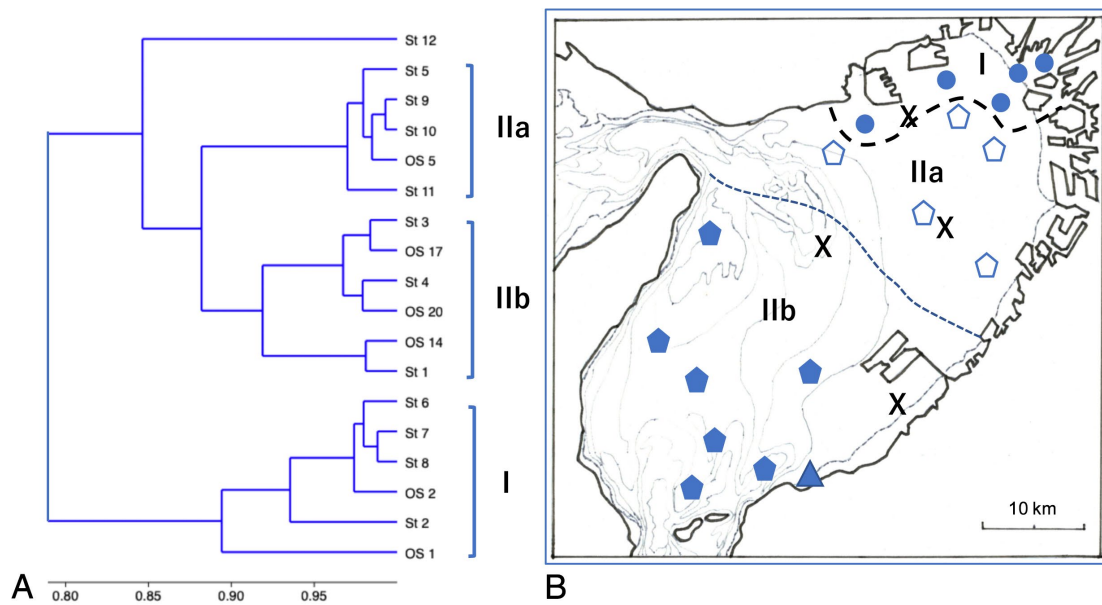 St 12
St 5
St 9
St 10
OS 5
St 11
IIa
St 3
OS 17
St 4
OS 20
OS 14
St 1
IIb
St 6
St 7
St 8
OS 2
St 2
OS 1
I
0.80 0.85 0.90 0.95
A
I
X
IIa
X
X
IIb
X
10 km
B